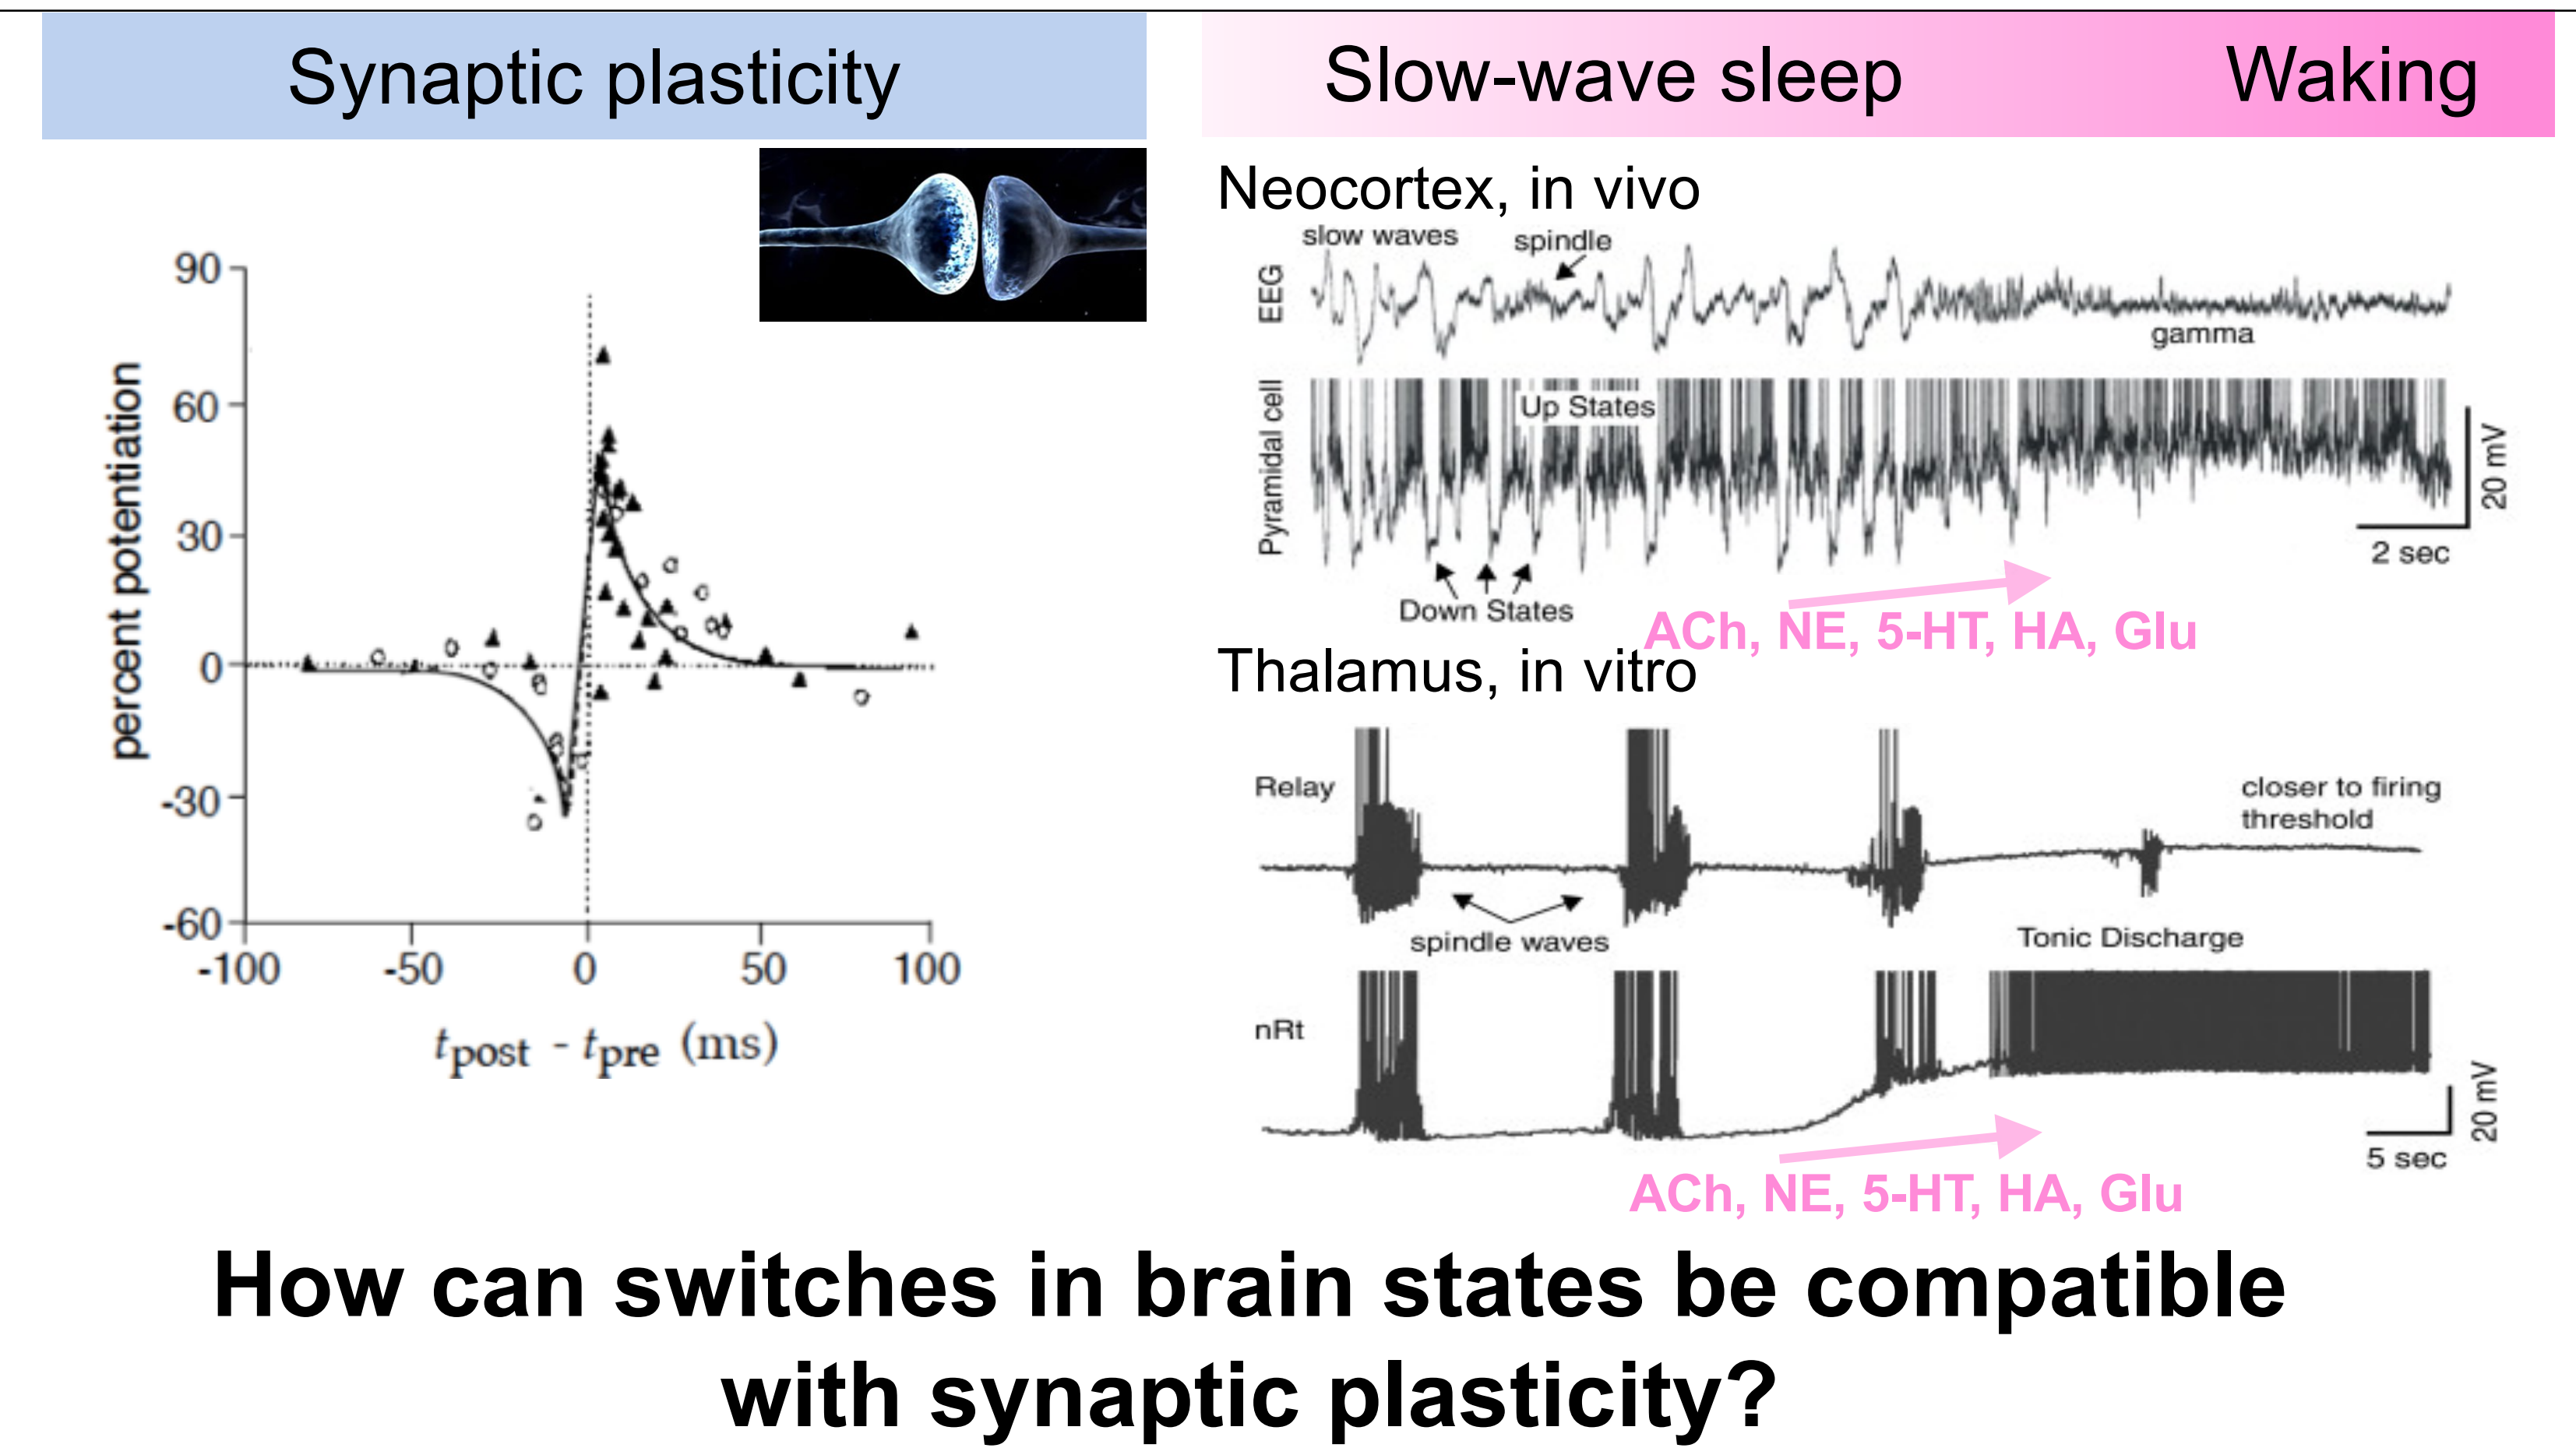 Synaptic plasticity
Slow-wave sleep
Waking
90
60
30
0
-30
-60
percent potentiation
-100
-50
0
50
100
tpost - tpre (ms)
Neocortex, in vivo
slow waves
spindle
EEG
gamma
Pyramidal cell
Up States
20 mV
2 sec
Down States
ACh, NE, 5-HT, HA, Glu
Thalamus, in vitro
Relay
closer to firing
threshold
spindle waves
Tonic Discharge
nRt
20 mV
5 sec
ACh, NE, 5-HT, HA, Glu
How can switches in brain states be compatible
with synaptic plasticity?